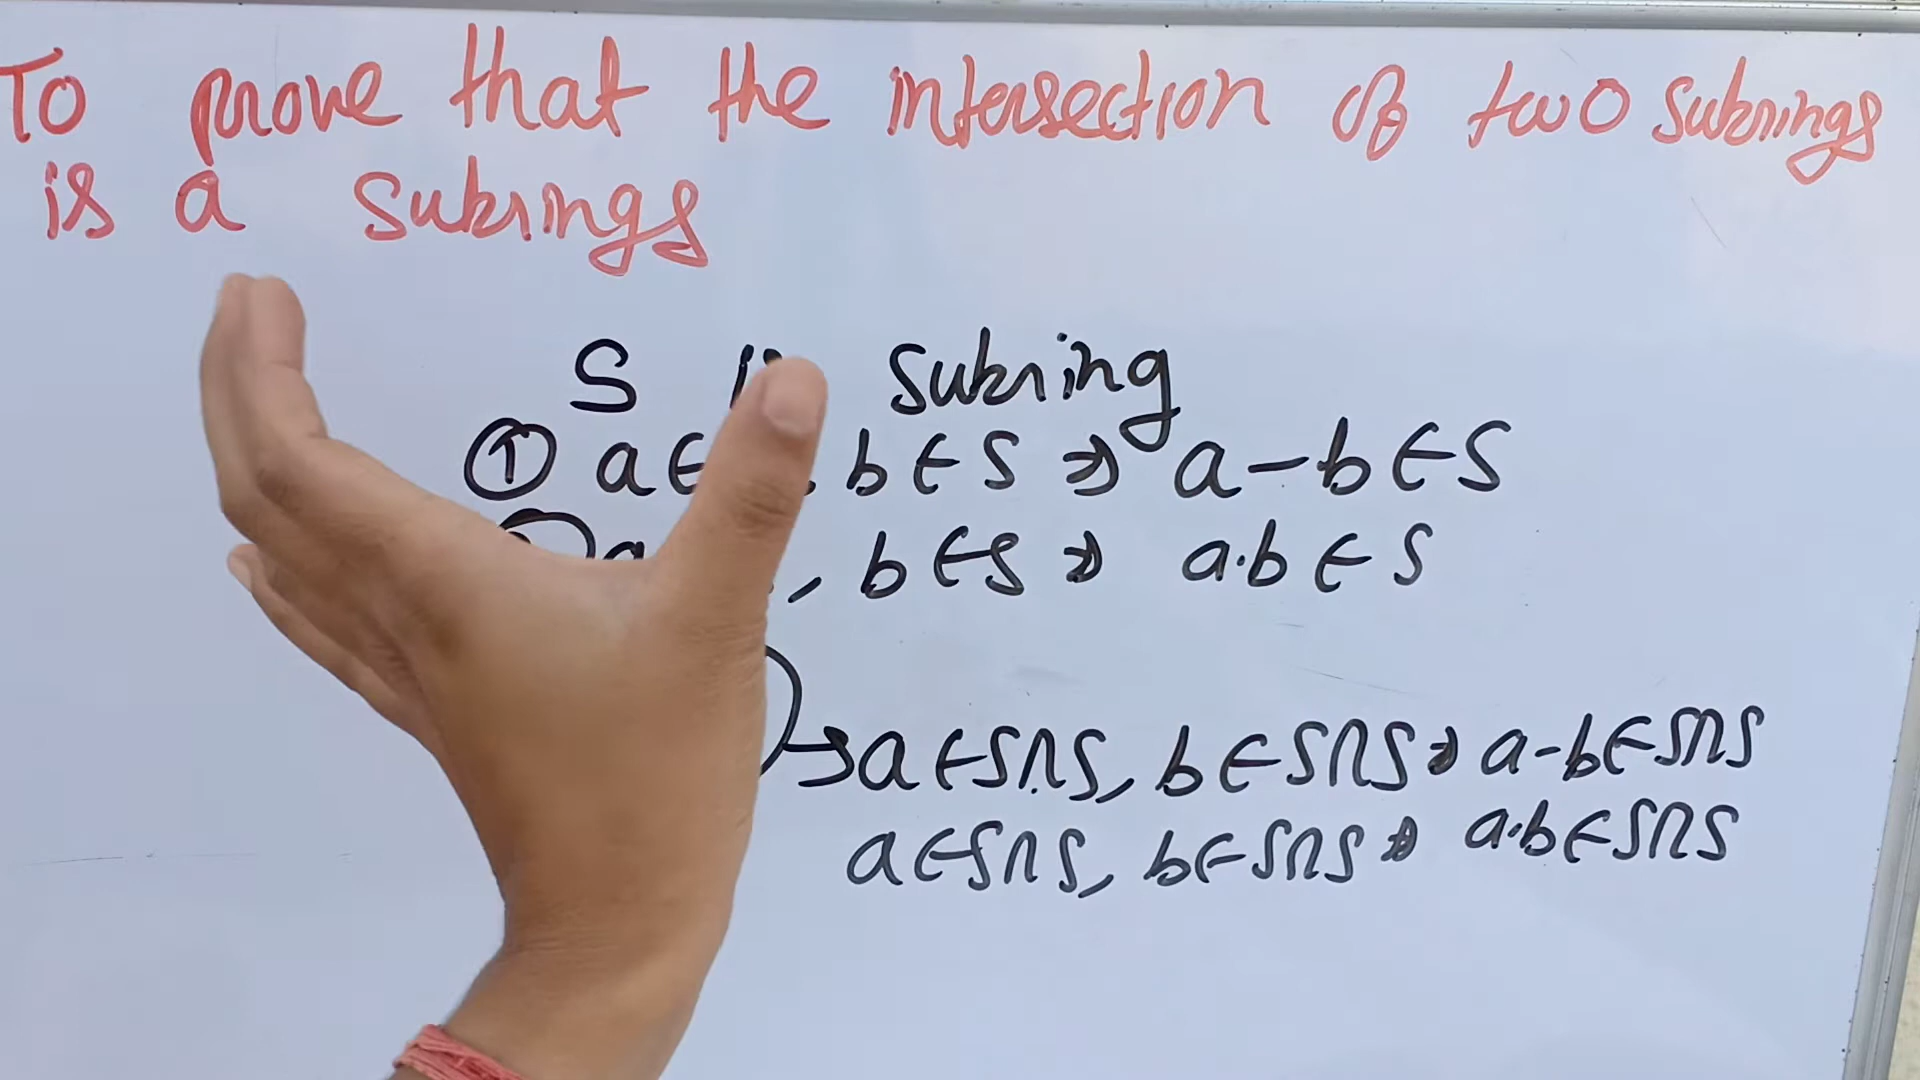 To prove that the intersection of two subrings
is a subrings
S subring
① a ∈ , b ∈ S ⇒ a - b ∈ S
a , b ∈ S ⇒ a·b ∈ S
→ a ∈ S∩S, b ∈ S∩S ⇒ a-b ∈ S∩S
a ∈ S∩S, b ∈ S∩S ⇒ a·b ∈ S∩S